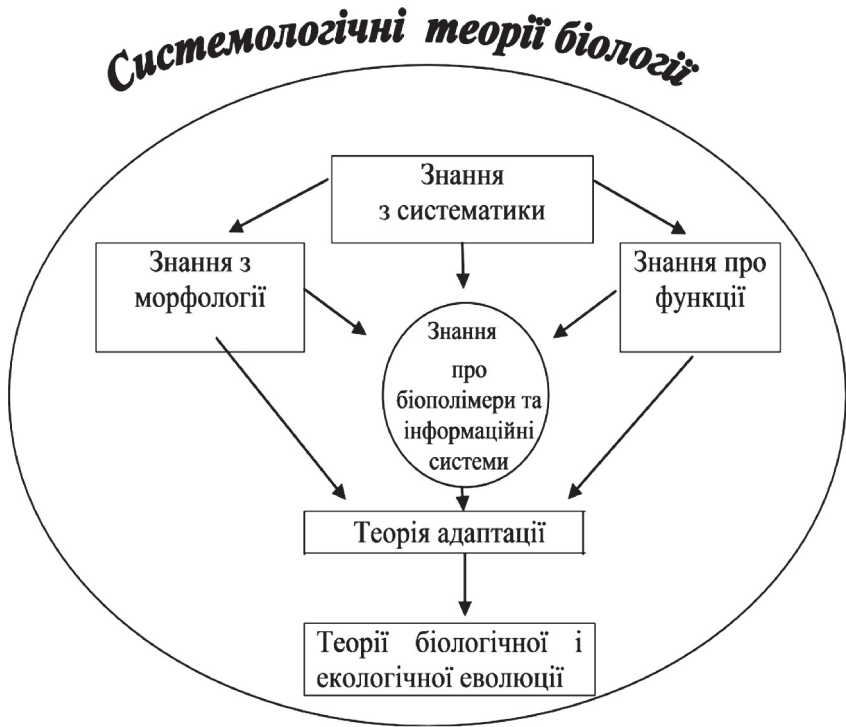 Системологічні теорії біології
Знання
з систематики
Знання з
морфології
Знання про
функції
Знання
про
біополімери та
інформаційні
системи
Теорія адаптації
Теорії біологічної і
екологічної еволюції